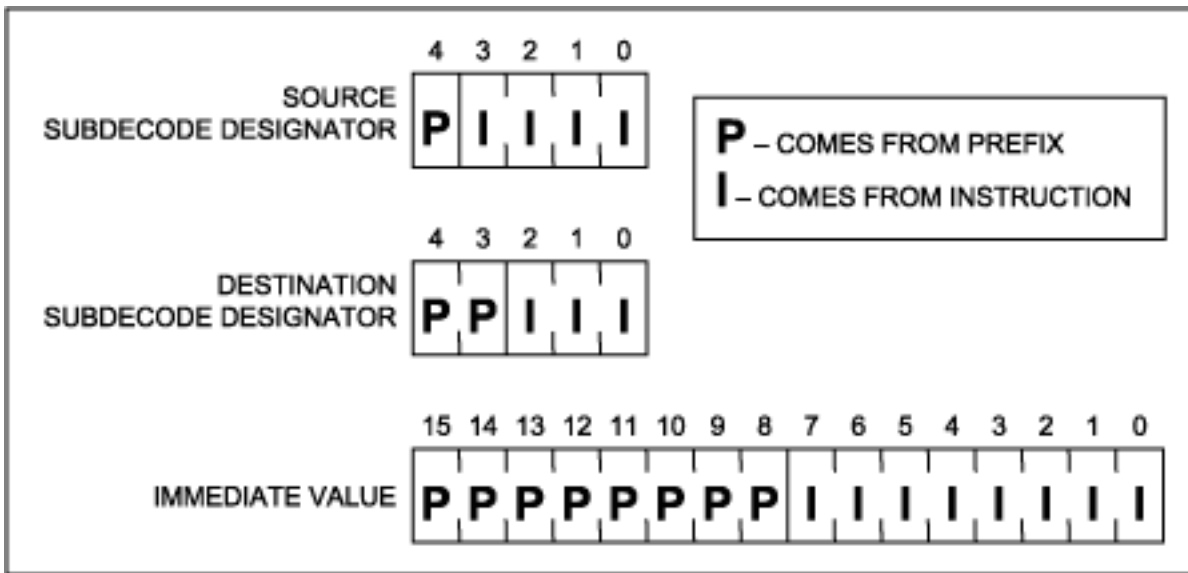 4 3 2 1 0
SOURCE
SUBDECODE DESIGNATOR
P I I I I
P – COMES FROM PREFIX
I – COMES FROM INSTRUCTION
4 3 2 1 0
DESTINATION
SUBDECODE DESIGNATOR
P P I I I
15 14 13 12 11 10 9 8 7 6 5 4 3 2 1 0
IMMEDIATE VALUE
P P P P P P P P I I I I I I I I